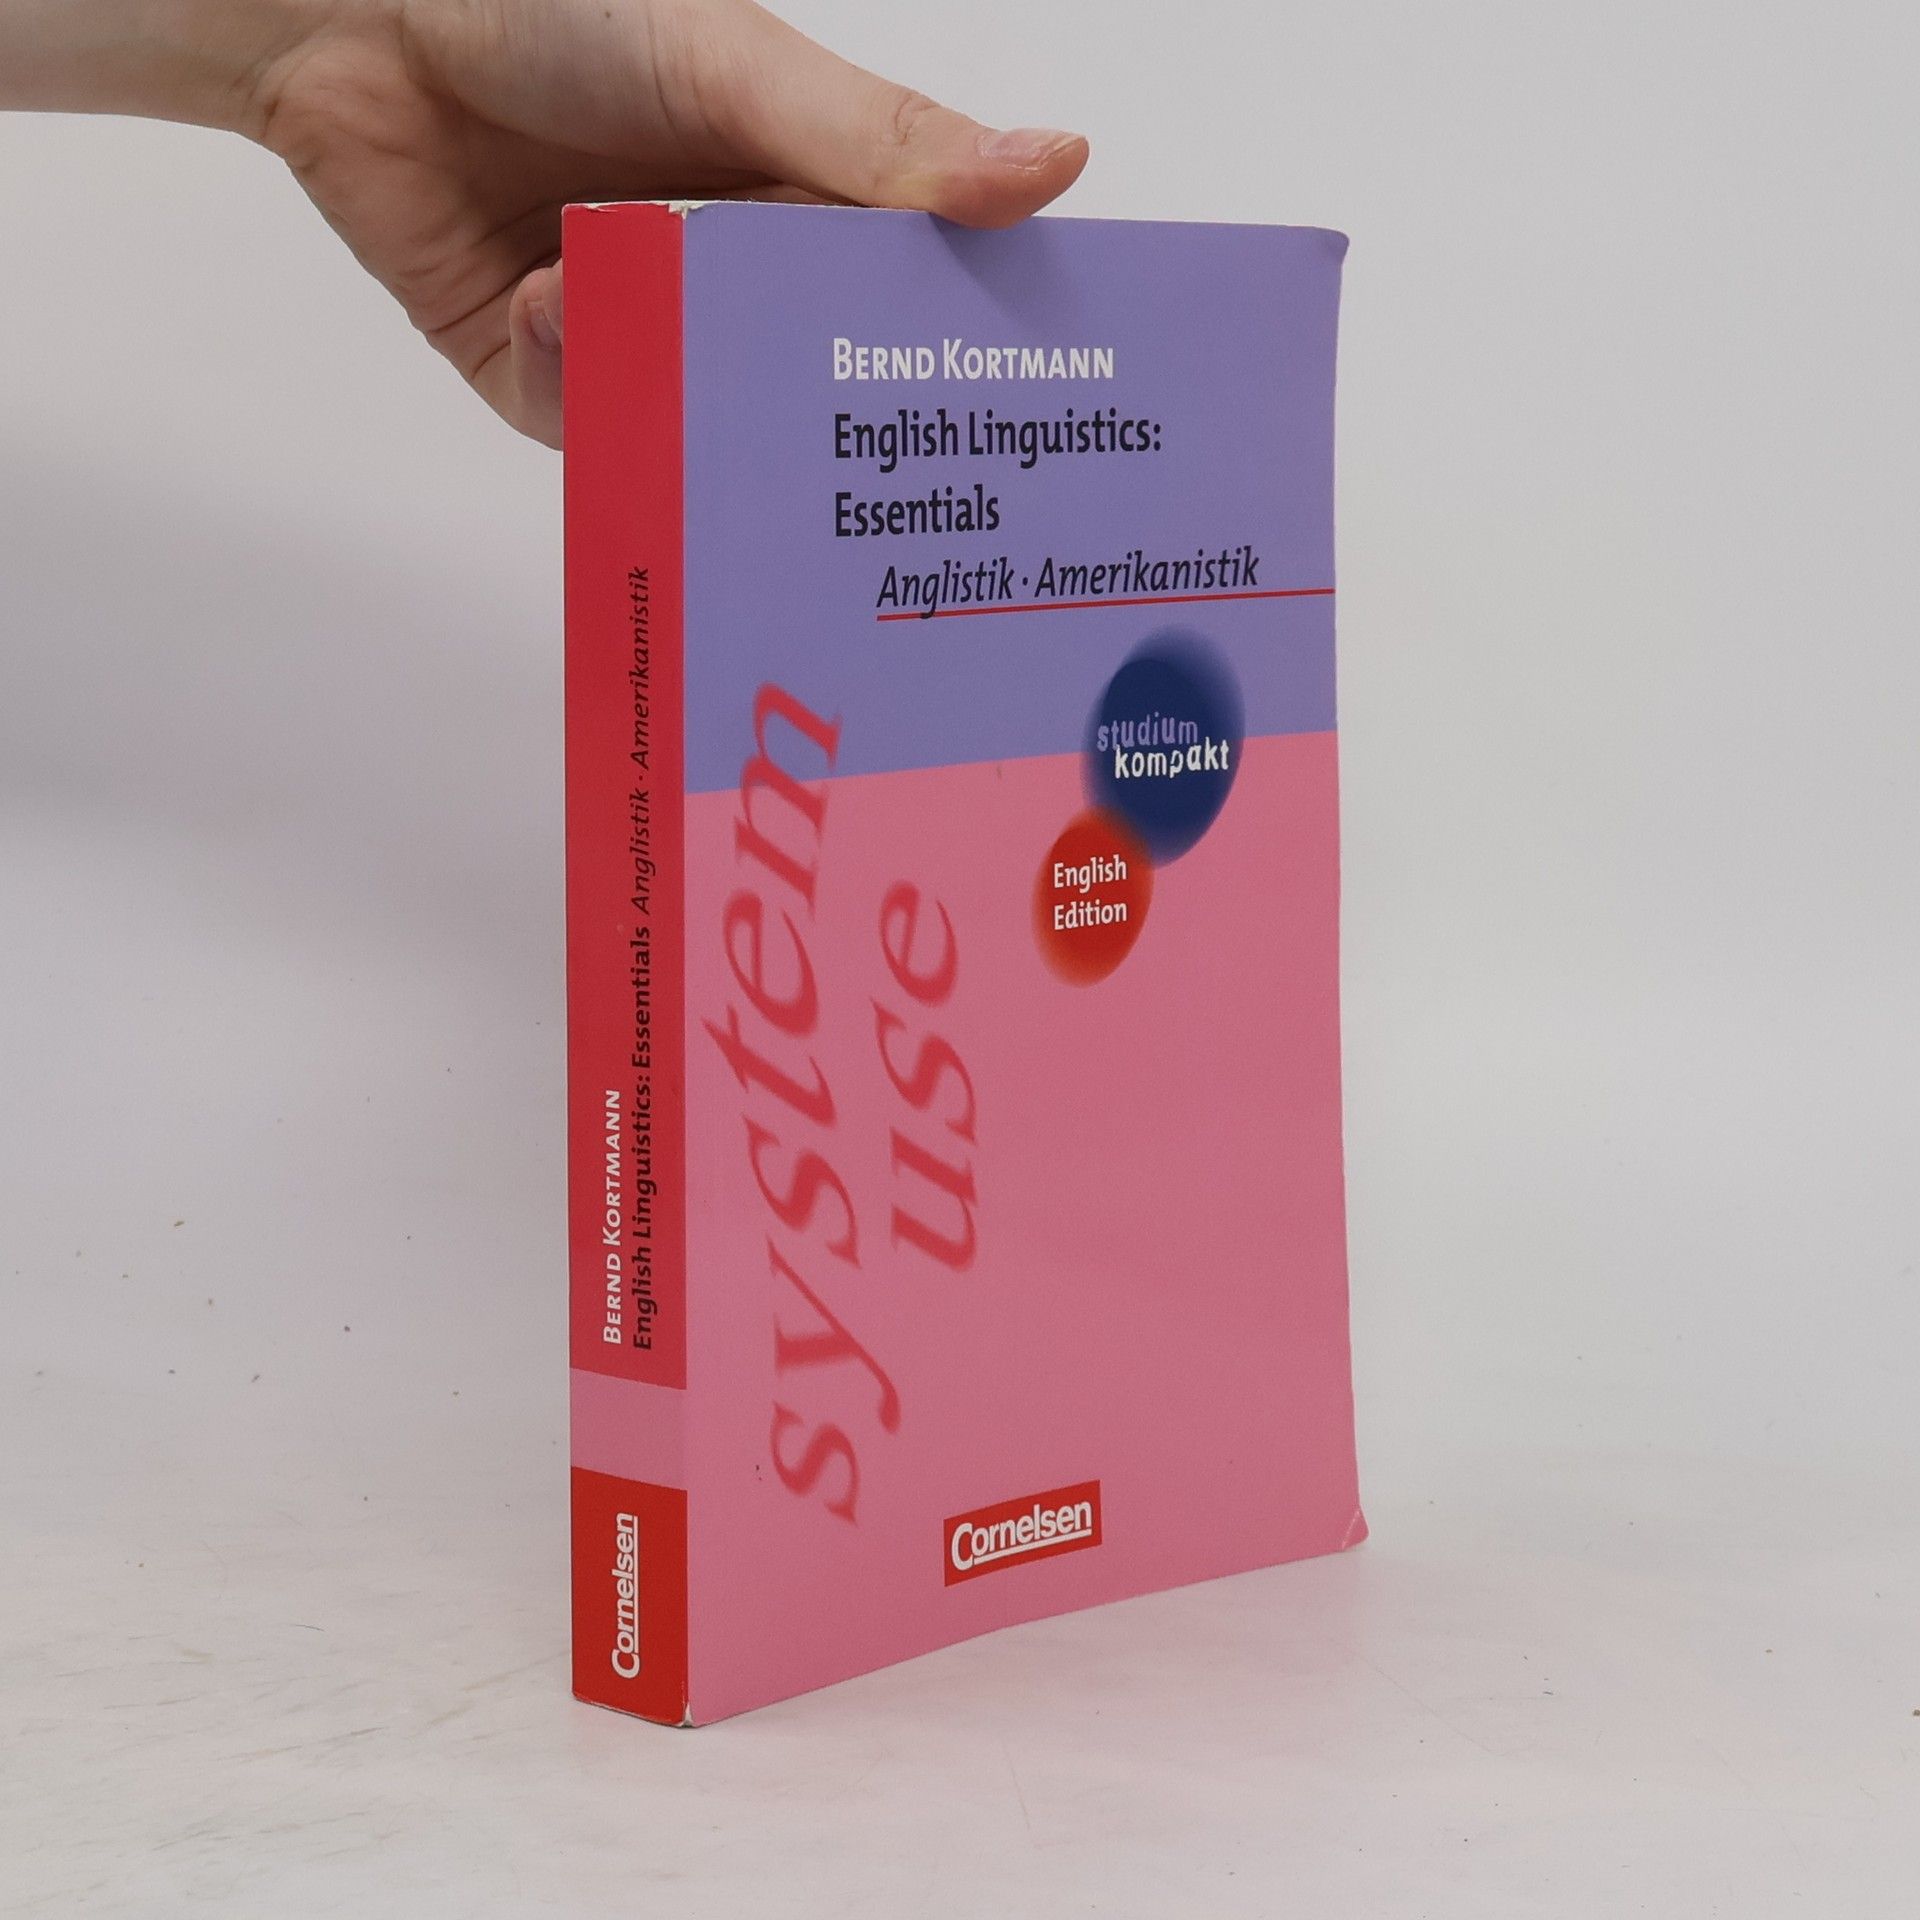 BERND KORTMANN
English Linguistics: Essentials Anglistik · Amerikanistik
Cornelsen
BERND KORTMANN
English Linguistics:
Essentials
Anglistik · Amerikanistik
studium
kompakt
English
Edition
system
use
Cornelsen